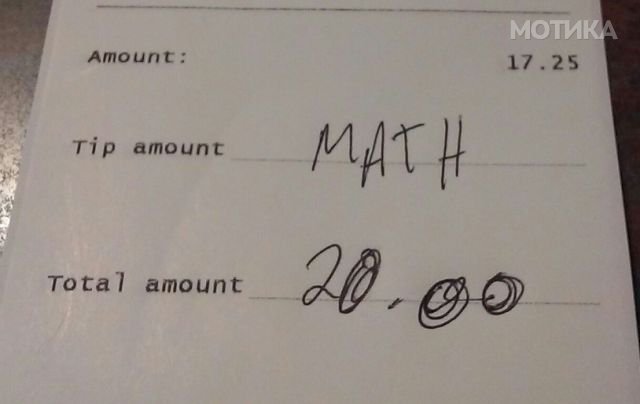 МОТИКА
Amount: 17.25
Tip amount MATH
Total amount 20.00